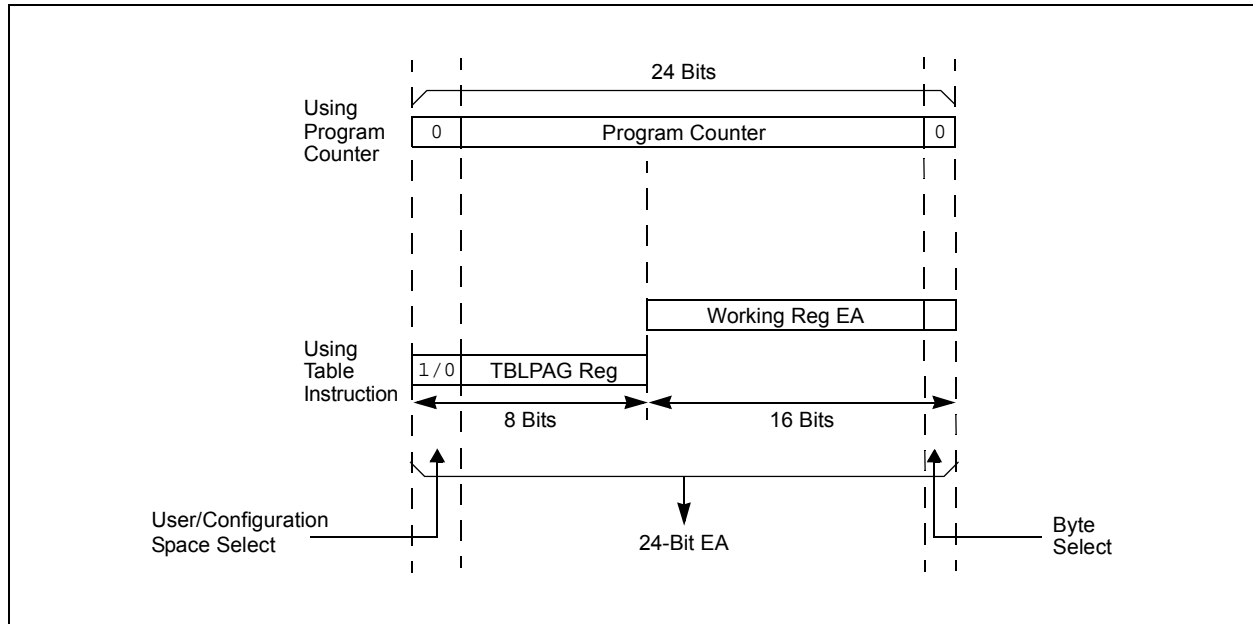 24 Bits
Using
Program
Counter
0
Program Counter
0
Working Reg EA
Using
Table
Instruction
1/0
TBLPAG Reg
8 Bits
16 Bits
User/Configuration
Space Select
24-Bit EA
Byte
Select